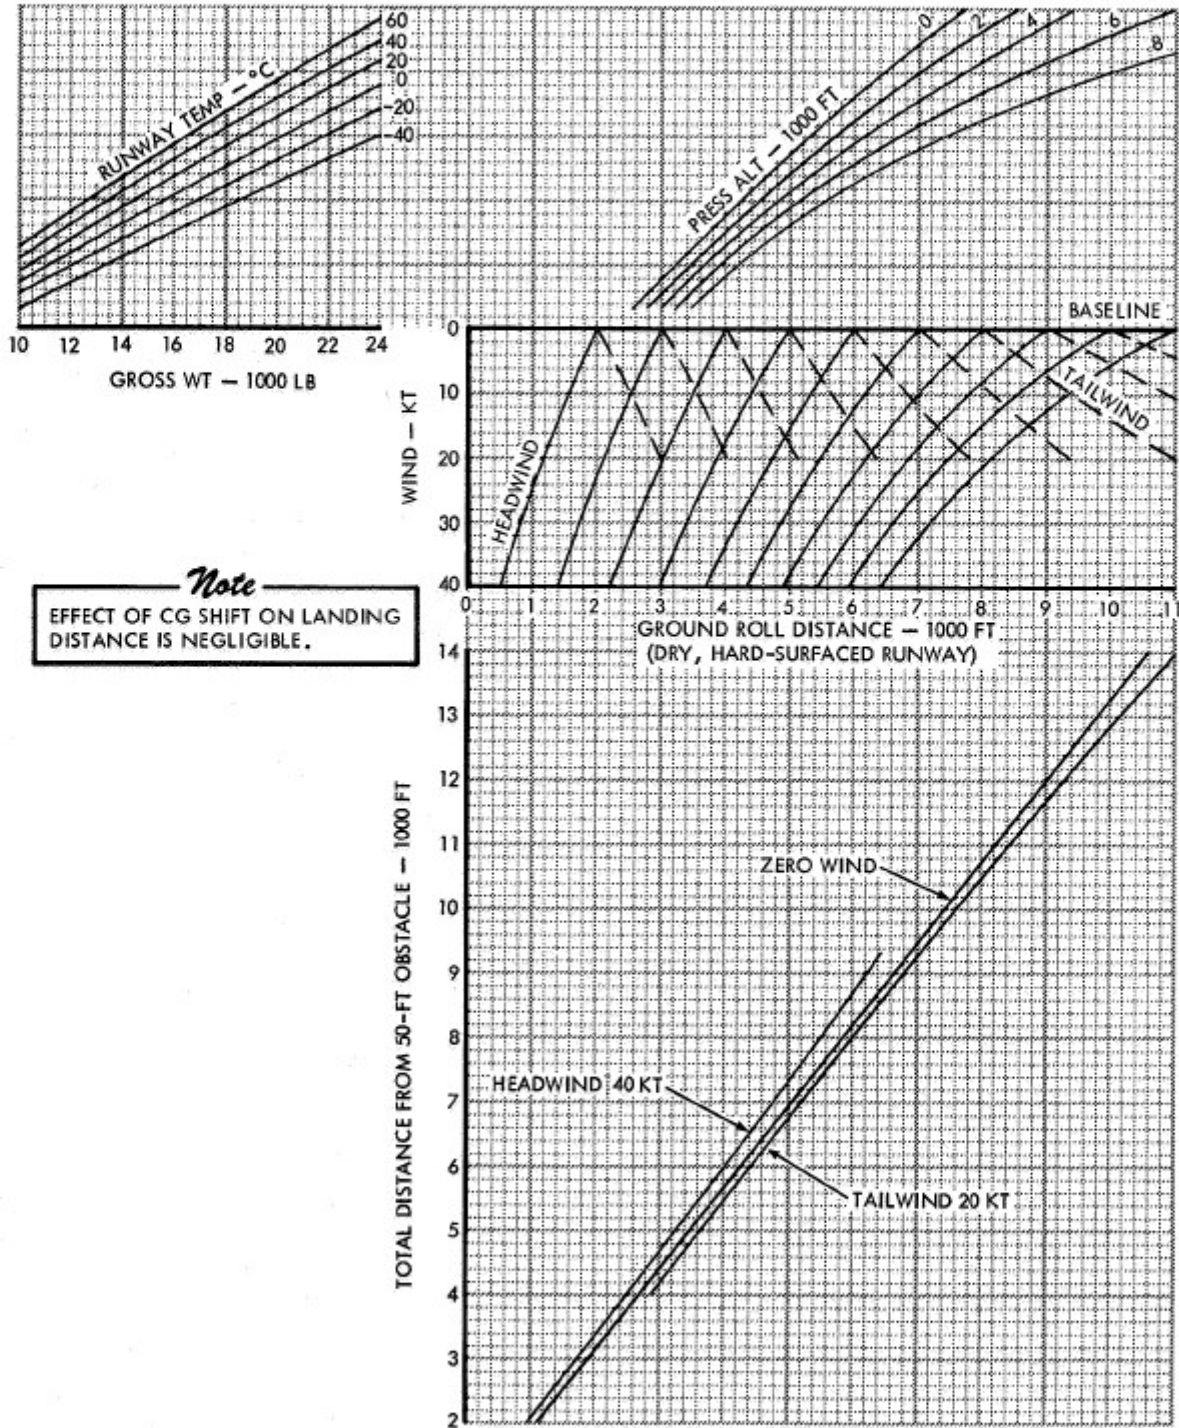 60
40
20
0
-20
-40
RUNWAY TEMP – °C
10 12 14 16 18 20 22 24
GROSS WT – 1000 LB
0 2 4 6 8
PRESS ALT – 1000 FT
BASELINE
0
10
20
30
40
WIND – KT
HEADWIND
TAILWIND
0 1 2 3 4 5 6 7 8 9 10 11
GROUND ROLL DISTANCE – 1000 FT
(DRY, HARD-SURFACED RUNWAY)
Note
EFFECT OF CG SHIFT ON LANDING
DISTANCE IS NEGLIGIBLE.
14
13
12
11
10
9
8
7
6
5
4
3
2
TOTAL DISTANCE FROM 50-FT OBSTACLE – 1000 FT
ZERO WIND
HEADWIND 40 KT
TAILWIND 20 KT